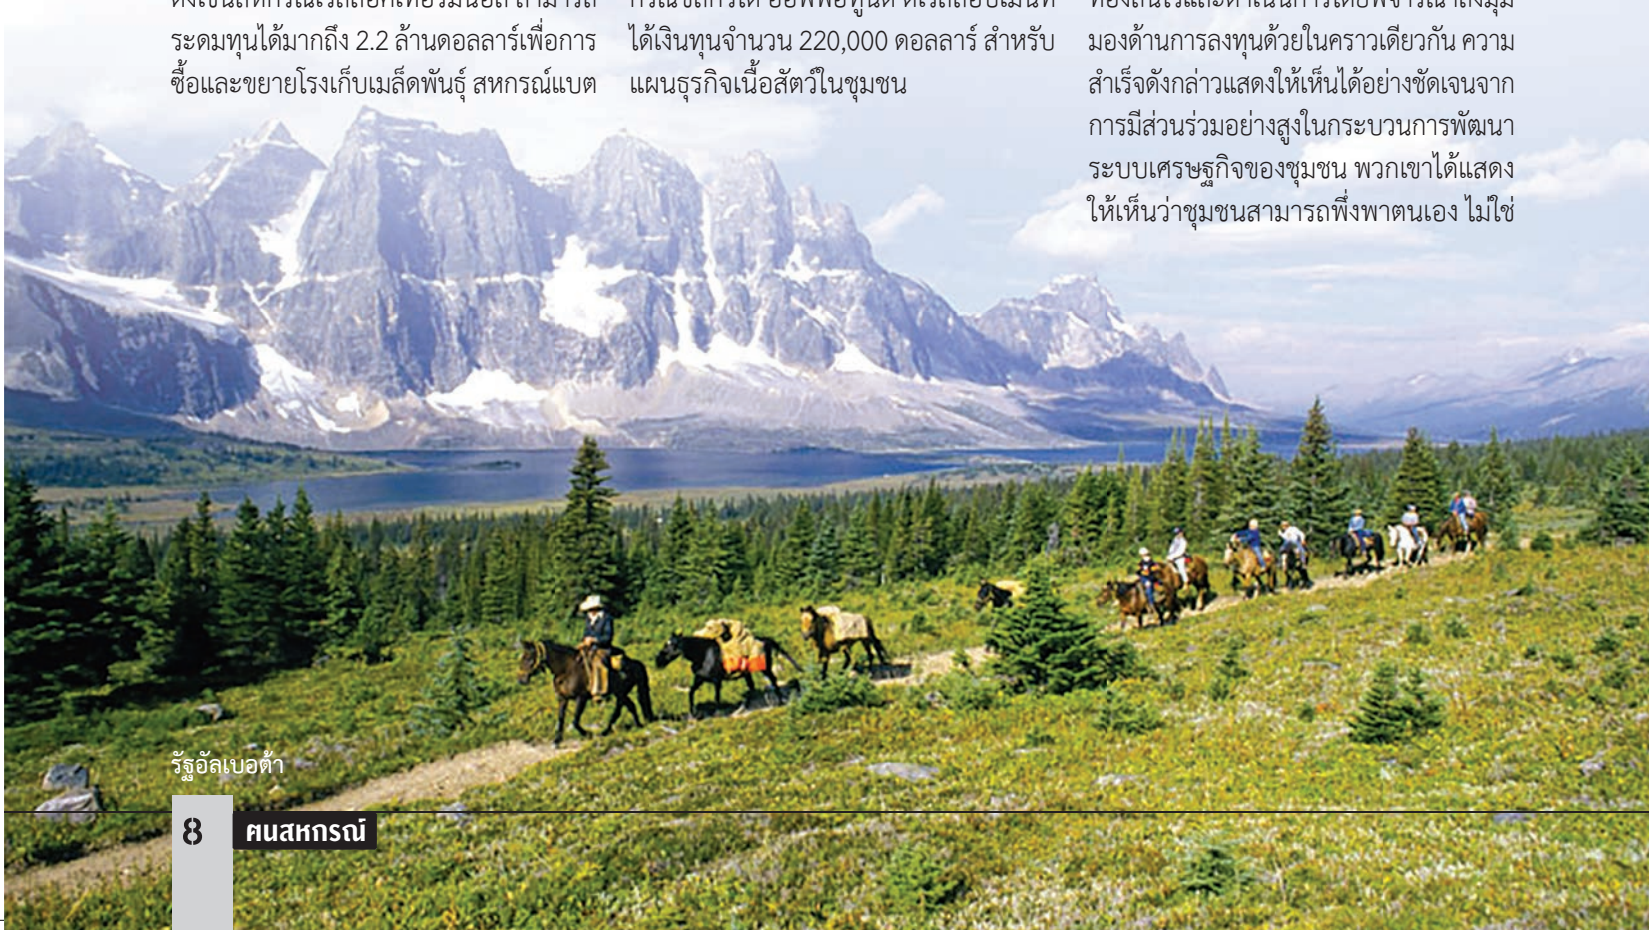 ระดมทุนได้มากถึง 2.2 ล้านดอลลาร์เพื่อการ
ซื้อและขยายโรงเก็บเมล็ดพันธุ์ สหกรณ์แบต
ได้เงินทุนจำนวน 220,000 ดอลลาร์ สำหรับ
แผนธุรกิจเนื้อสัตว์ในชุมชน
มองด้านการลงทุนด้วยในคราวเดียวกัน ความ
สำเร็จดังกล่าวแสดงให้เห็นได้อย่างชัดเจนจาก
การมีส่วนร่วมอย่างสูงในกระบวนการพัฒนา
ระบบเศรษฐกิจของชุมชน พวกเขาได้แสดง
ให้เห็นว่าชุมชนสามารถพึ่งพาตนเอง ไม่ใช่
รัฐอัลเบอต้า
8 ฅนสหกรณ์